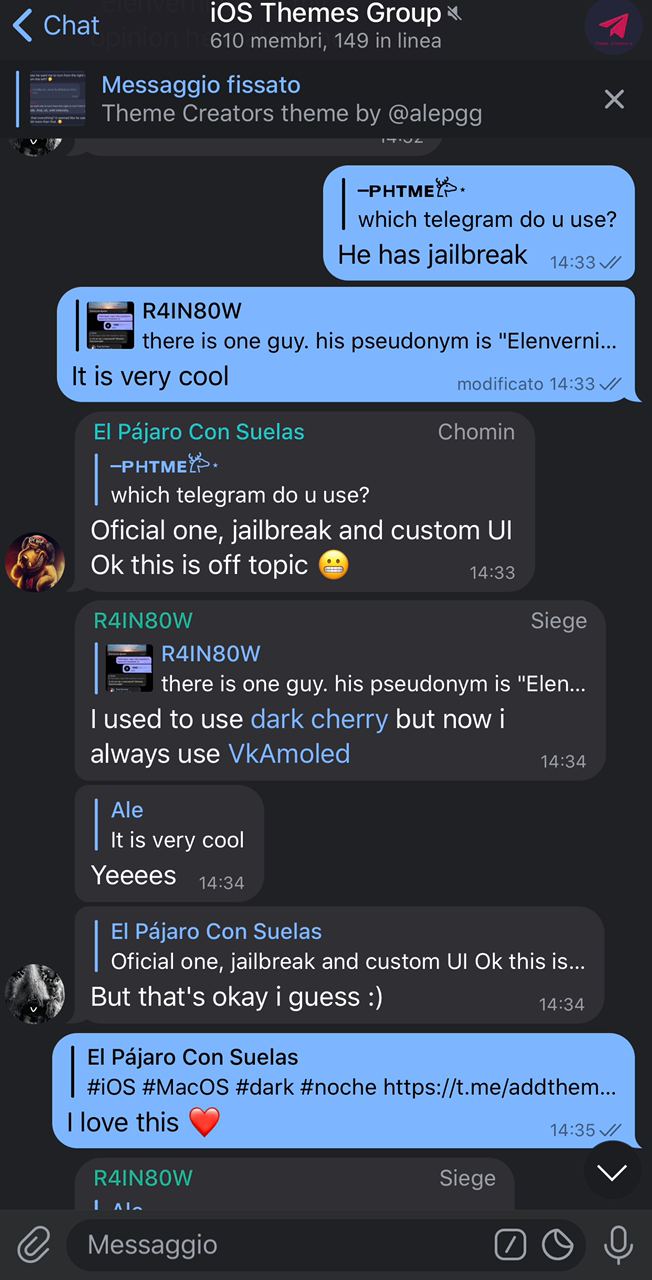 Chat
iOS Themes Group
610 membri, 149 in linea
Messaggio fissato
Theme Creators theme by @alepgg
─PHTME
which telegram do u use?
He has jailbreak 14:33
R4IN80W
there is one guy. his pseudonym is "Elenverni...
It is very cool
modificato 14:33
El Pájaro Con Suelas Chomin
─PHTME
which telegram do u use?
Oficial one, jailbreak and custom UI
Ok this is off topic 😬
14:33
R4IN80W Siege
R4IN80W
there is one guy. his pseudonym is "Elen...
I used to use dark cherry but now i
always use VkAmoled
14:34
Ale
It is very cool
Yeeees 14:34
El Pájaro Con Suelas
Oficial one, jailbreak and custom UI Ok this is...
But that's okay i guess :) 14:34
El Pájaro Con Suelas
#iOS #MacOS #dark #noche https://t.me/addthem...
I love this ❤️
14:35
R4IN80W Siege
Ale
Messaggio